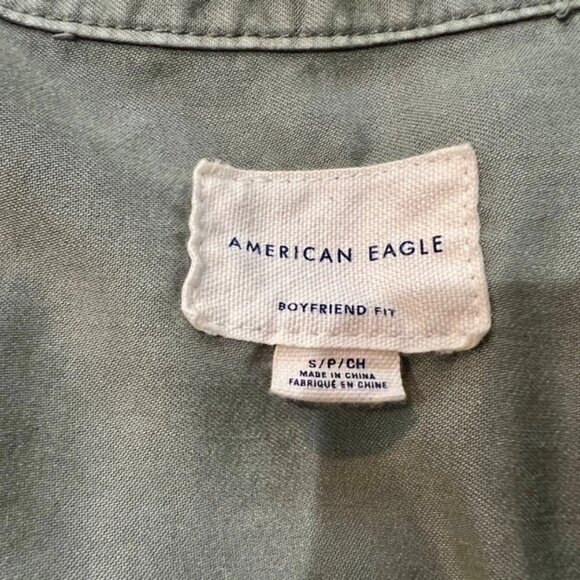 AMERICAN EAGLE
BOYFRIEND FIT
S/P/CH
MADE IN CHINA
FABRIQUÉ EN CHINE